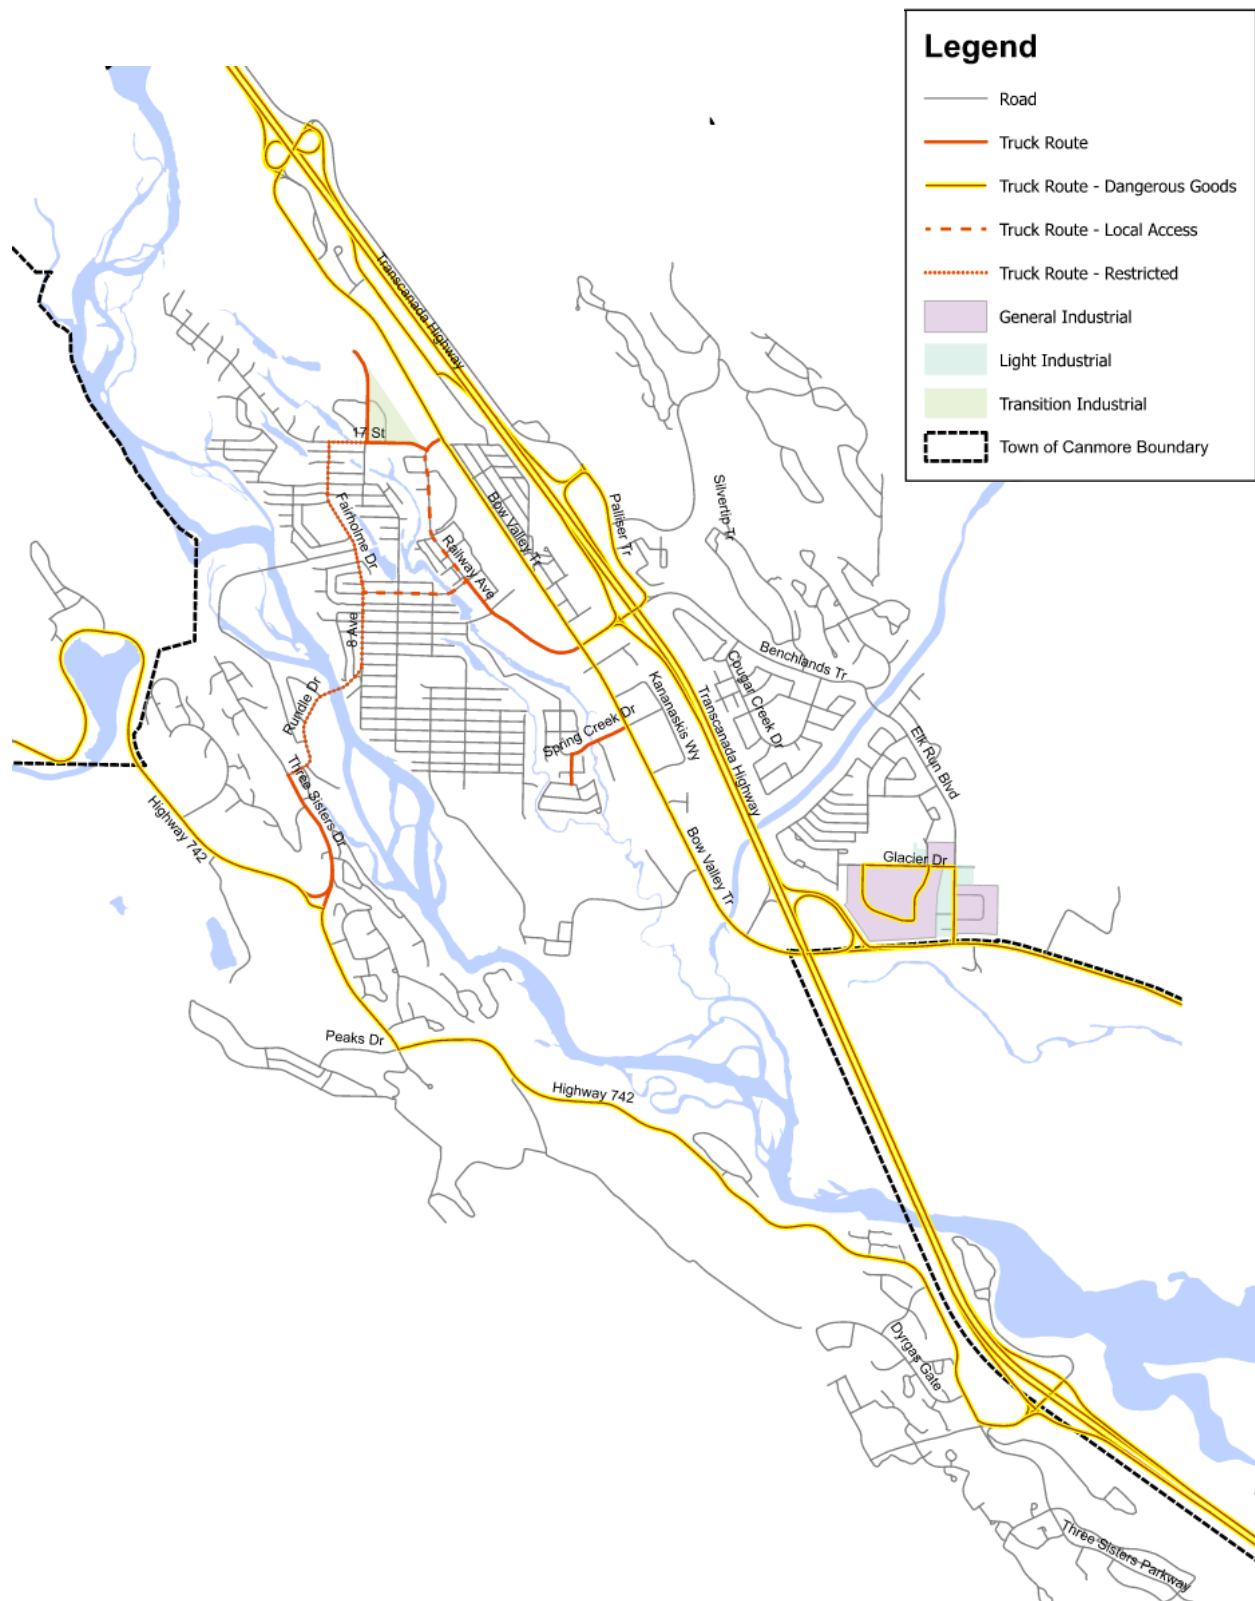 Legend
Road
Truck Route
Truck Route - Dangerous Goods
Truck Route - Local Access
Truck Route - Restricted
General Industrial
Light Industrial
Transition Industrial
Town of Canmore Boundary
Transcanada Highway
17 St
Fairholme Dr
Bow Valley Tr
Palliser Tr
Silvertip Tr
Railway Ave
8 Ave
Benchlands Tr
Cougar Creek Dr
Kananaskis Wy
Transcanada Highway
Rundle Dr
Spring Creek Dr
Elk Run Blvd
Three Sisters Dr
Highway 742
Bow Valley Tr
Glacier Dr
Peaks Dr
Highway 742
Dyrgas Gate
Three Sisters Parkway